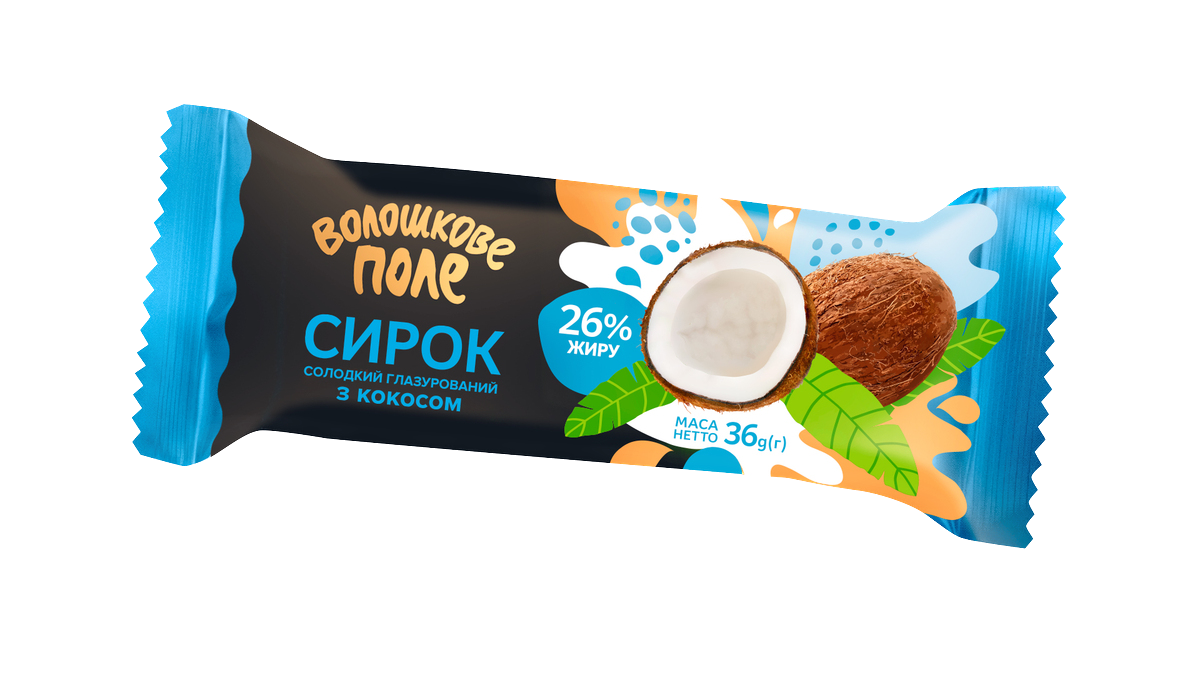 ВОЛОШКОВЕ
ПОЛЕ
СИРОК
СОЛОДКИЙ ГЛАЗУРОВАНИЙ
З КОКОСОМ
26%
ЖИРУ
МАСА
НЕТТО 36g(г)